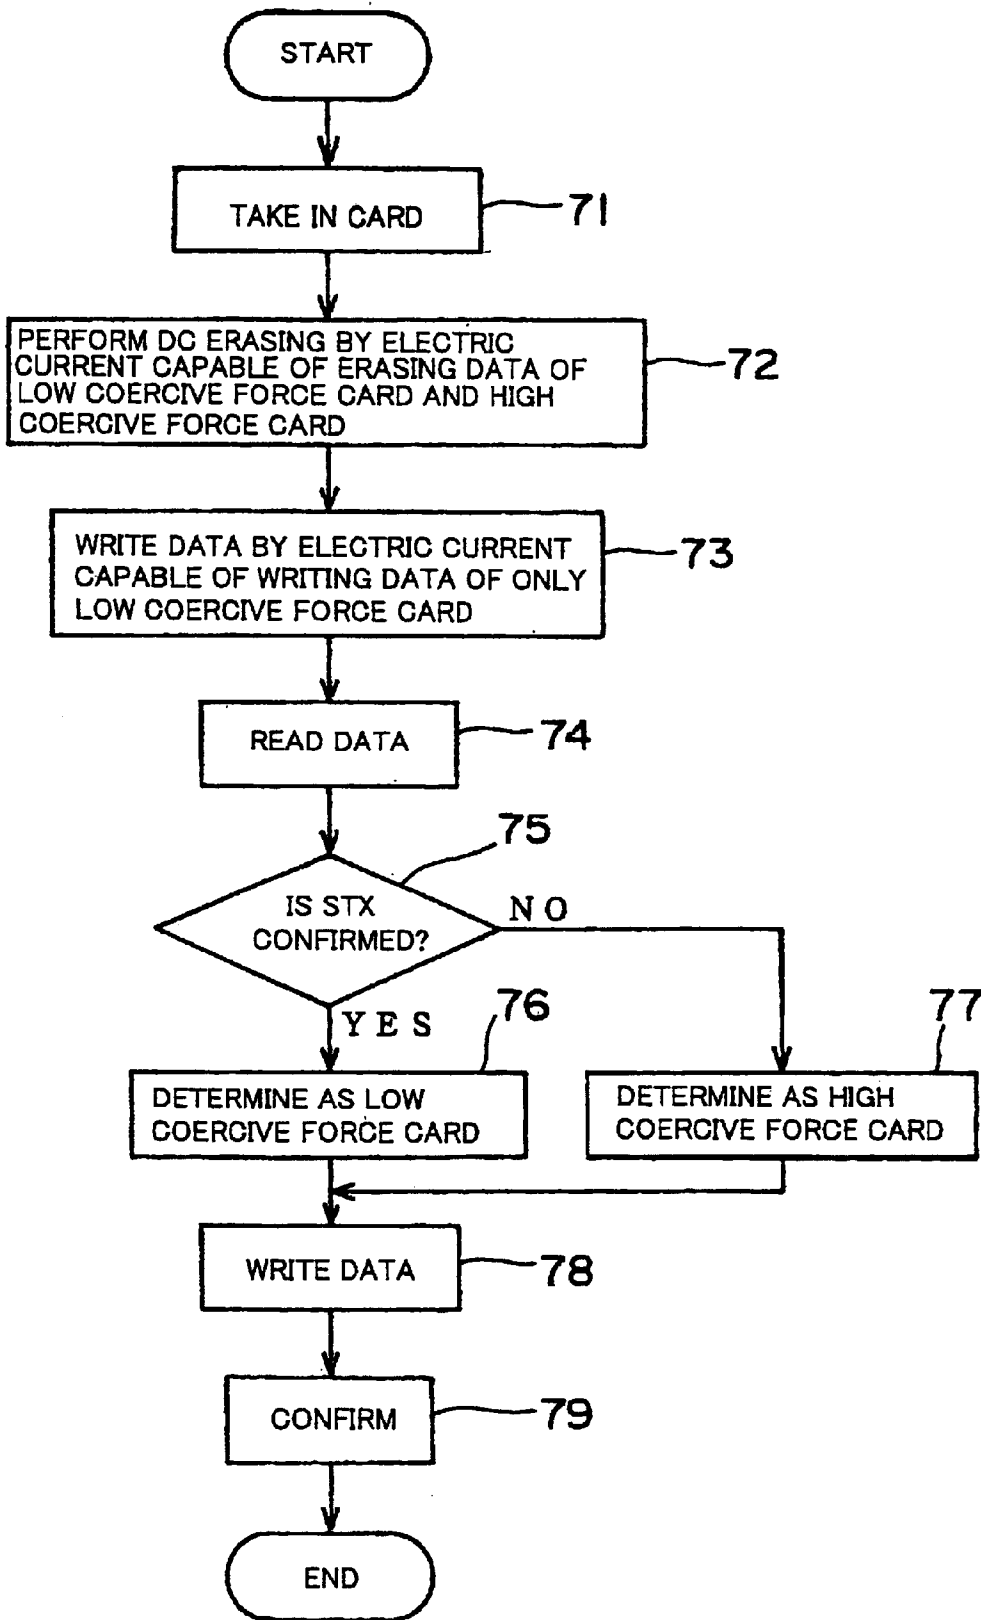 START
TAKE IN CARD
71
PERFORM DC ERASING BY ELECTRIC
CURRENT CAPABLE OF ERASING DATA OF
LOW COERCIVE FORCE CARD AND HIGH
COERCIVE FORCE CARD
72
WRITE DATA BY ELECTRIC CURRENT
CAPABLE OF WRITING DATA OF ONLY
LOW COERCIVE FORCE CARD
73
READ DATA
74
75
IS STX
CONFIRMED?
NO
YES
76
77
DETERMINE AS LOW
COERCIVE FORCE CARD
DETERMINE AS HIGH
COERCIVE FORCE CARD
WRITE DATA
78
CONFIRM
79
END